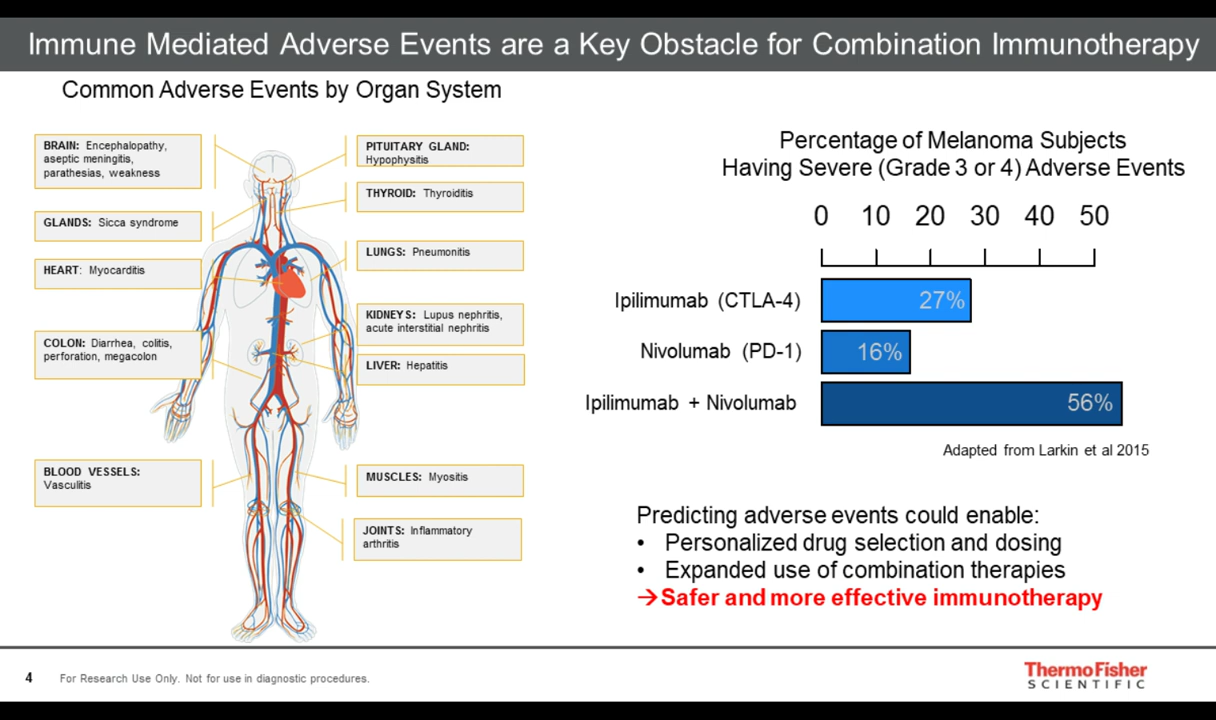 Immune Mediated Adverse Events are a Key Obstacle for Combination Immunotherapy
Common Adverse Events by Organ System
BRAIN: Encephalopathy,
aseptic meningitis,
parathesias, weakness
GLANDS: Sicca syndrome
HEART: Myocarditis
COLON: Diarrhea, colitis,
perforation, megacolon
BLOOD VESSELS:
Vasculitis
PITUITARY GLAND:
Hypophysitis
THYROID: Thyroiditis
LUNGS: Pneumonitis
KIDNEYS: Lupus nephritis,
acute interstitial nephritis
LIVER: Hepatitis
MUSCLES: Myositis
JOINTS: Inflammatory
arthritis
Percentage of Melanoma Subjects
Having Severe (Grade 3 or 4) Adverse Events
0 10 20 30 40 50
Ipilimumab (CTLA-4) 27%
Nivolumab (PD-1) 16%
Ipilimumab + Nivolumab 56%
Adapted from Larkin et al 2015
Predicting adverse events could enable:
• Personalized drug selection and dosing
• Expanded use of combination therapies
→Safer and more effective immunotherapy
4 For Research Use Only. Not for use in diagnostic procedures.
ThermoFisher
SCIENTIFIC